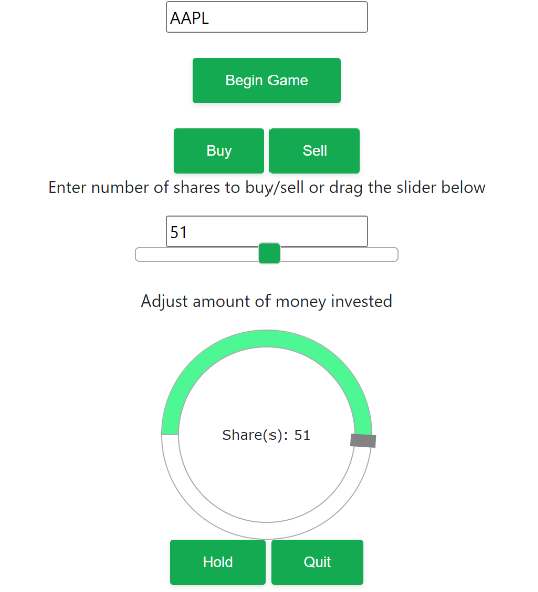 AAPL
Begin Game
Buy Sell
Enter number of shares to buy/sell or drag the slider below
51
Adjust amount of money invested
Share(s): 51
Hold Quit